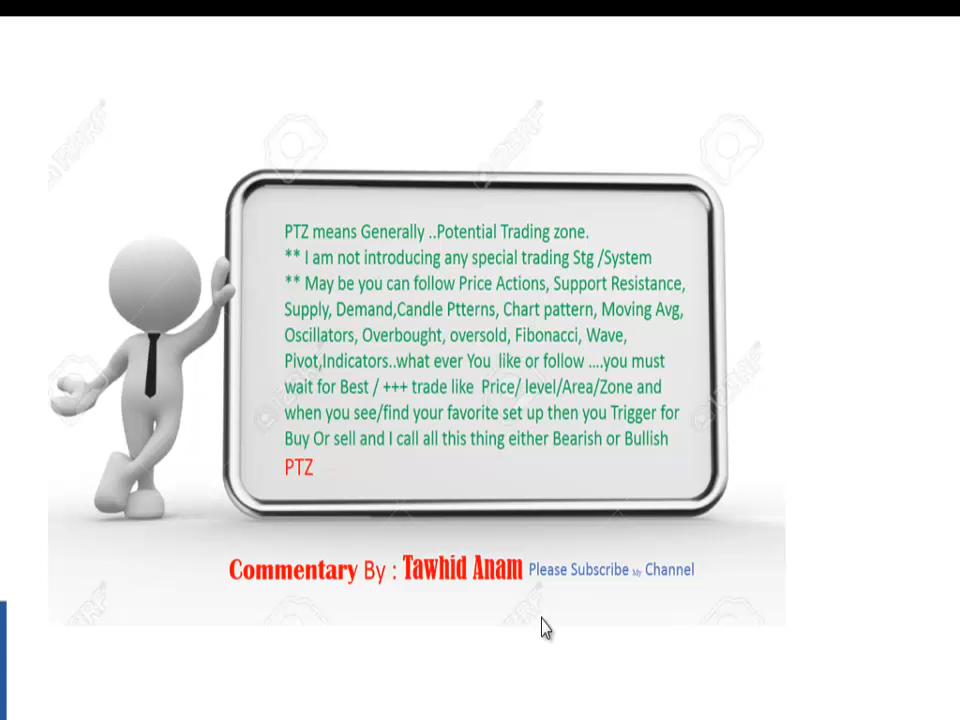 PTZ means Generally ..Potential Trading zone.
** I am not introducing any special trading Stg /System
** May be you can follow Price Actions, Support Resistance,
Supply, Demand,Candle Ptterns, Chart pattern, Moving Avg,
Oscillators, Overbought, oversold, Fibonacci, Wave,
Pivot,Indicators..what ever You like or follow ....you must
wait for Best / +++ trade like Price/ level/Area/Zone and
when you see/find your favorite set up then you Trigger for
Buy Or sell and I call all this thing either Bearish or Bullish
PTZ
Commentary By : Tawhid Anam Please Subscribe My Channel